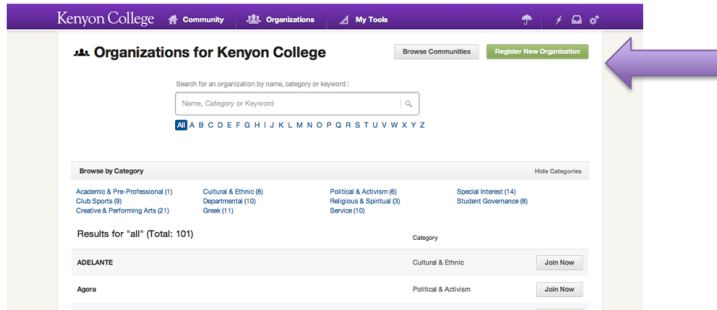 Kenyon College Community Organizations My Tools
Organizations for Kenyon College
Browse Communities Register New Organization
Search for an organization by name, category or keyword :
Name, Category or Keyword
All A B C D E F G H I J K L M N O P Q R S T U V W X Y Z
Browse by Category Hide Categories
Academic & Pre-Professional (1) Cultural & Ethnic (8) Political & Activism (6) Special Interest (14)
Club Sports (9) Departmental (10) Religious & Spiritual (3) Student Governance (8)
Creative & Performing Arts (21) Greek (11) Service (10)
Results for "all" (Total: 101) Category
ADELANTE Cultural & Ethnic Join Now
Agora Political & Activism Join Now